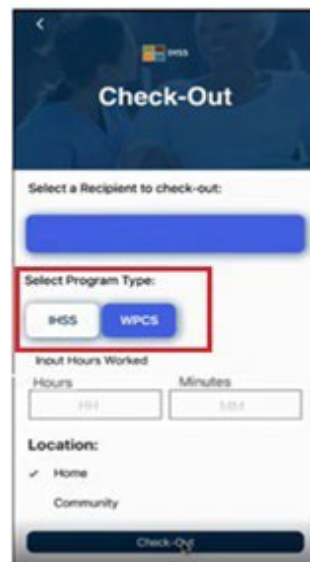 IHSS
Check-Out
Select a Recipient to check-out:
Select Program Type:
IHSS WPCS
Input Hours Worked
Hours Minutes
HH MM
Location:
✓ Home
Community
Check-Out